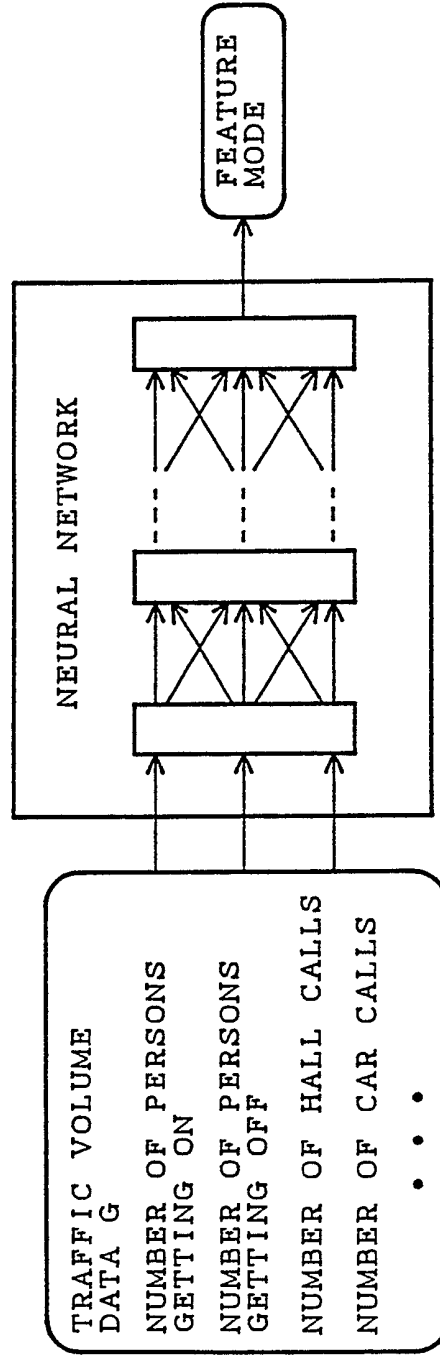 TRAFFIC VOLUME
DATA G
NUMBER OF PERSONS
GETTING ON
NUMBER OF PERSONS
GETTING OFF
NUMBER OF HALL CALLS
NUMBER OF CAR CALLS
NEURAL NETWORK
FEATURE
MODE